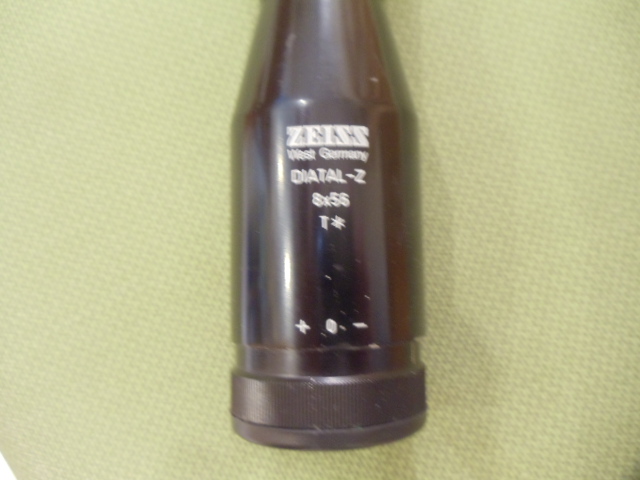 ZEISS
West Germany
DIATAL-Z
8x56
T*
+ 0 -